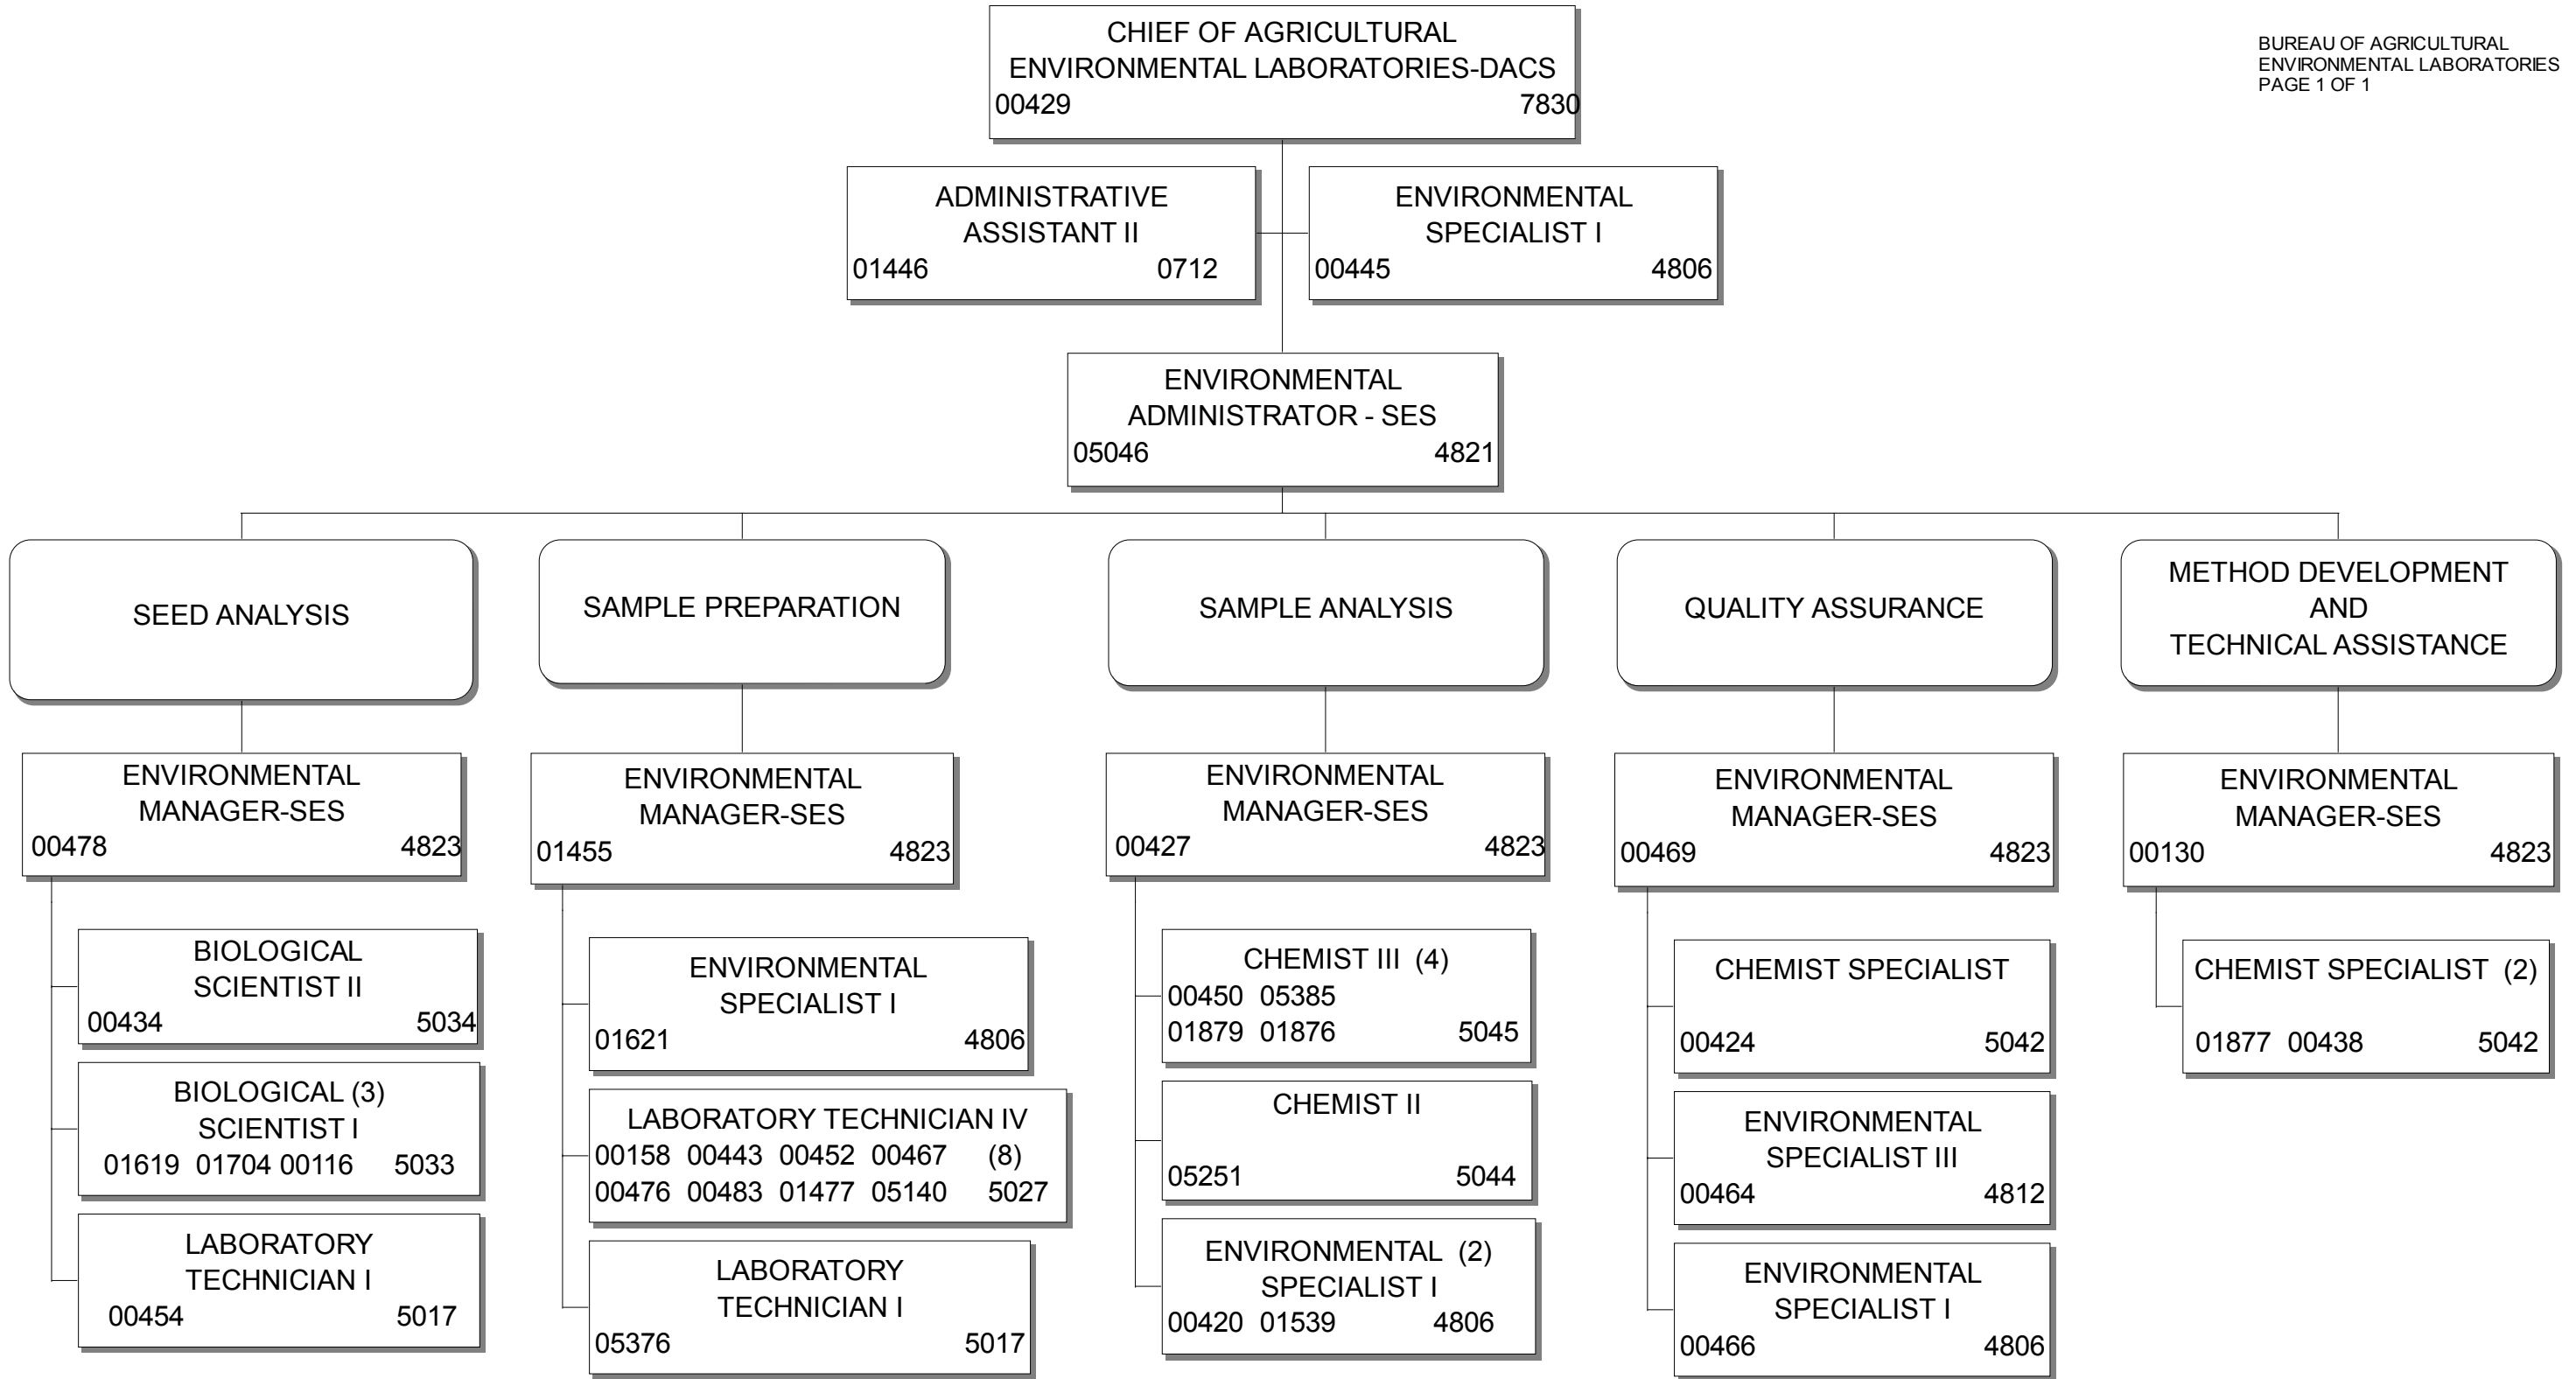 BUREAU OF AGRICULTURAL
ENVIRONMENTAL LABORATORIES
PAGE 1 OF 1
CHIEF OF AGRICULTURAL
ENVIRONMENTAL LABORATORIES-DACS
00429 7830
ADMINISTRATIVE
ASSISTANT II
01446 0712
ENVIRONMENTAL
SPECIALIST I
00445 4806
ENVIRONMENTAL
ADMINISTRATOR - SES
05046 4821
SEED ANALYSIS
ENVIRONMENTAL
MANAGER-SES
00478 4823
BIOLOGICAL
SCIENTIST II
00434 5034
BIOLOGICAL (3)
SCIENTIST I
01619 01704 00116 5033
LABORATORY
TECHNICIAN I
00454 5017
SAMPLE PREPARATION
ENVIRONMENTAL
MANAGER-SES
01455 4823
ENVIRONMENTAL
SPECIALIST I
01621 4806
LABORATORY TECHNICIAN IV
00158 00443 00452 00467 (8)
00476 00483 01477 05140 5027
LABORATORY
TECHNICIAN I
05376 5017
SAMPLE ANALYSIS
ENVIRONMENTAL
MANAGER-SES
00427 4823
CHEMIST III (4)
00450 05385
01879 01876 5045
CHEMIST II
05251 5044
ENVIRONMENTAL (2)
SPECIALIST I
00420 01539 4806
QUALITY ASSURANCE
ENVIRONMENTAL
MANAGER-SES
00469 4823
CHEMIST SPECIALIST
00424 5042
ENVIRONMENTAL
SPECIALIST III
00464 4812
ENVIRONMENTAL
SPECIALIST I
00466 4806
METHOD DEVELOPMENT
AND
TECHNICAL ASSISTANCE
ENVIRONMENTAL
MANAGER-SES
00130 4823
CHEMIST SPECIALIST (2)
01877 00438 5042